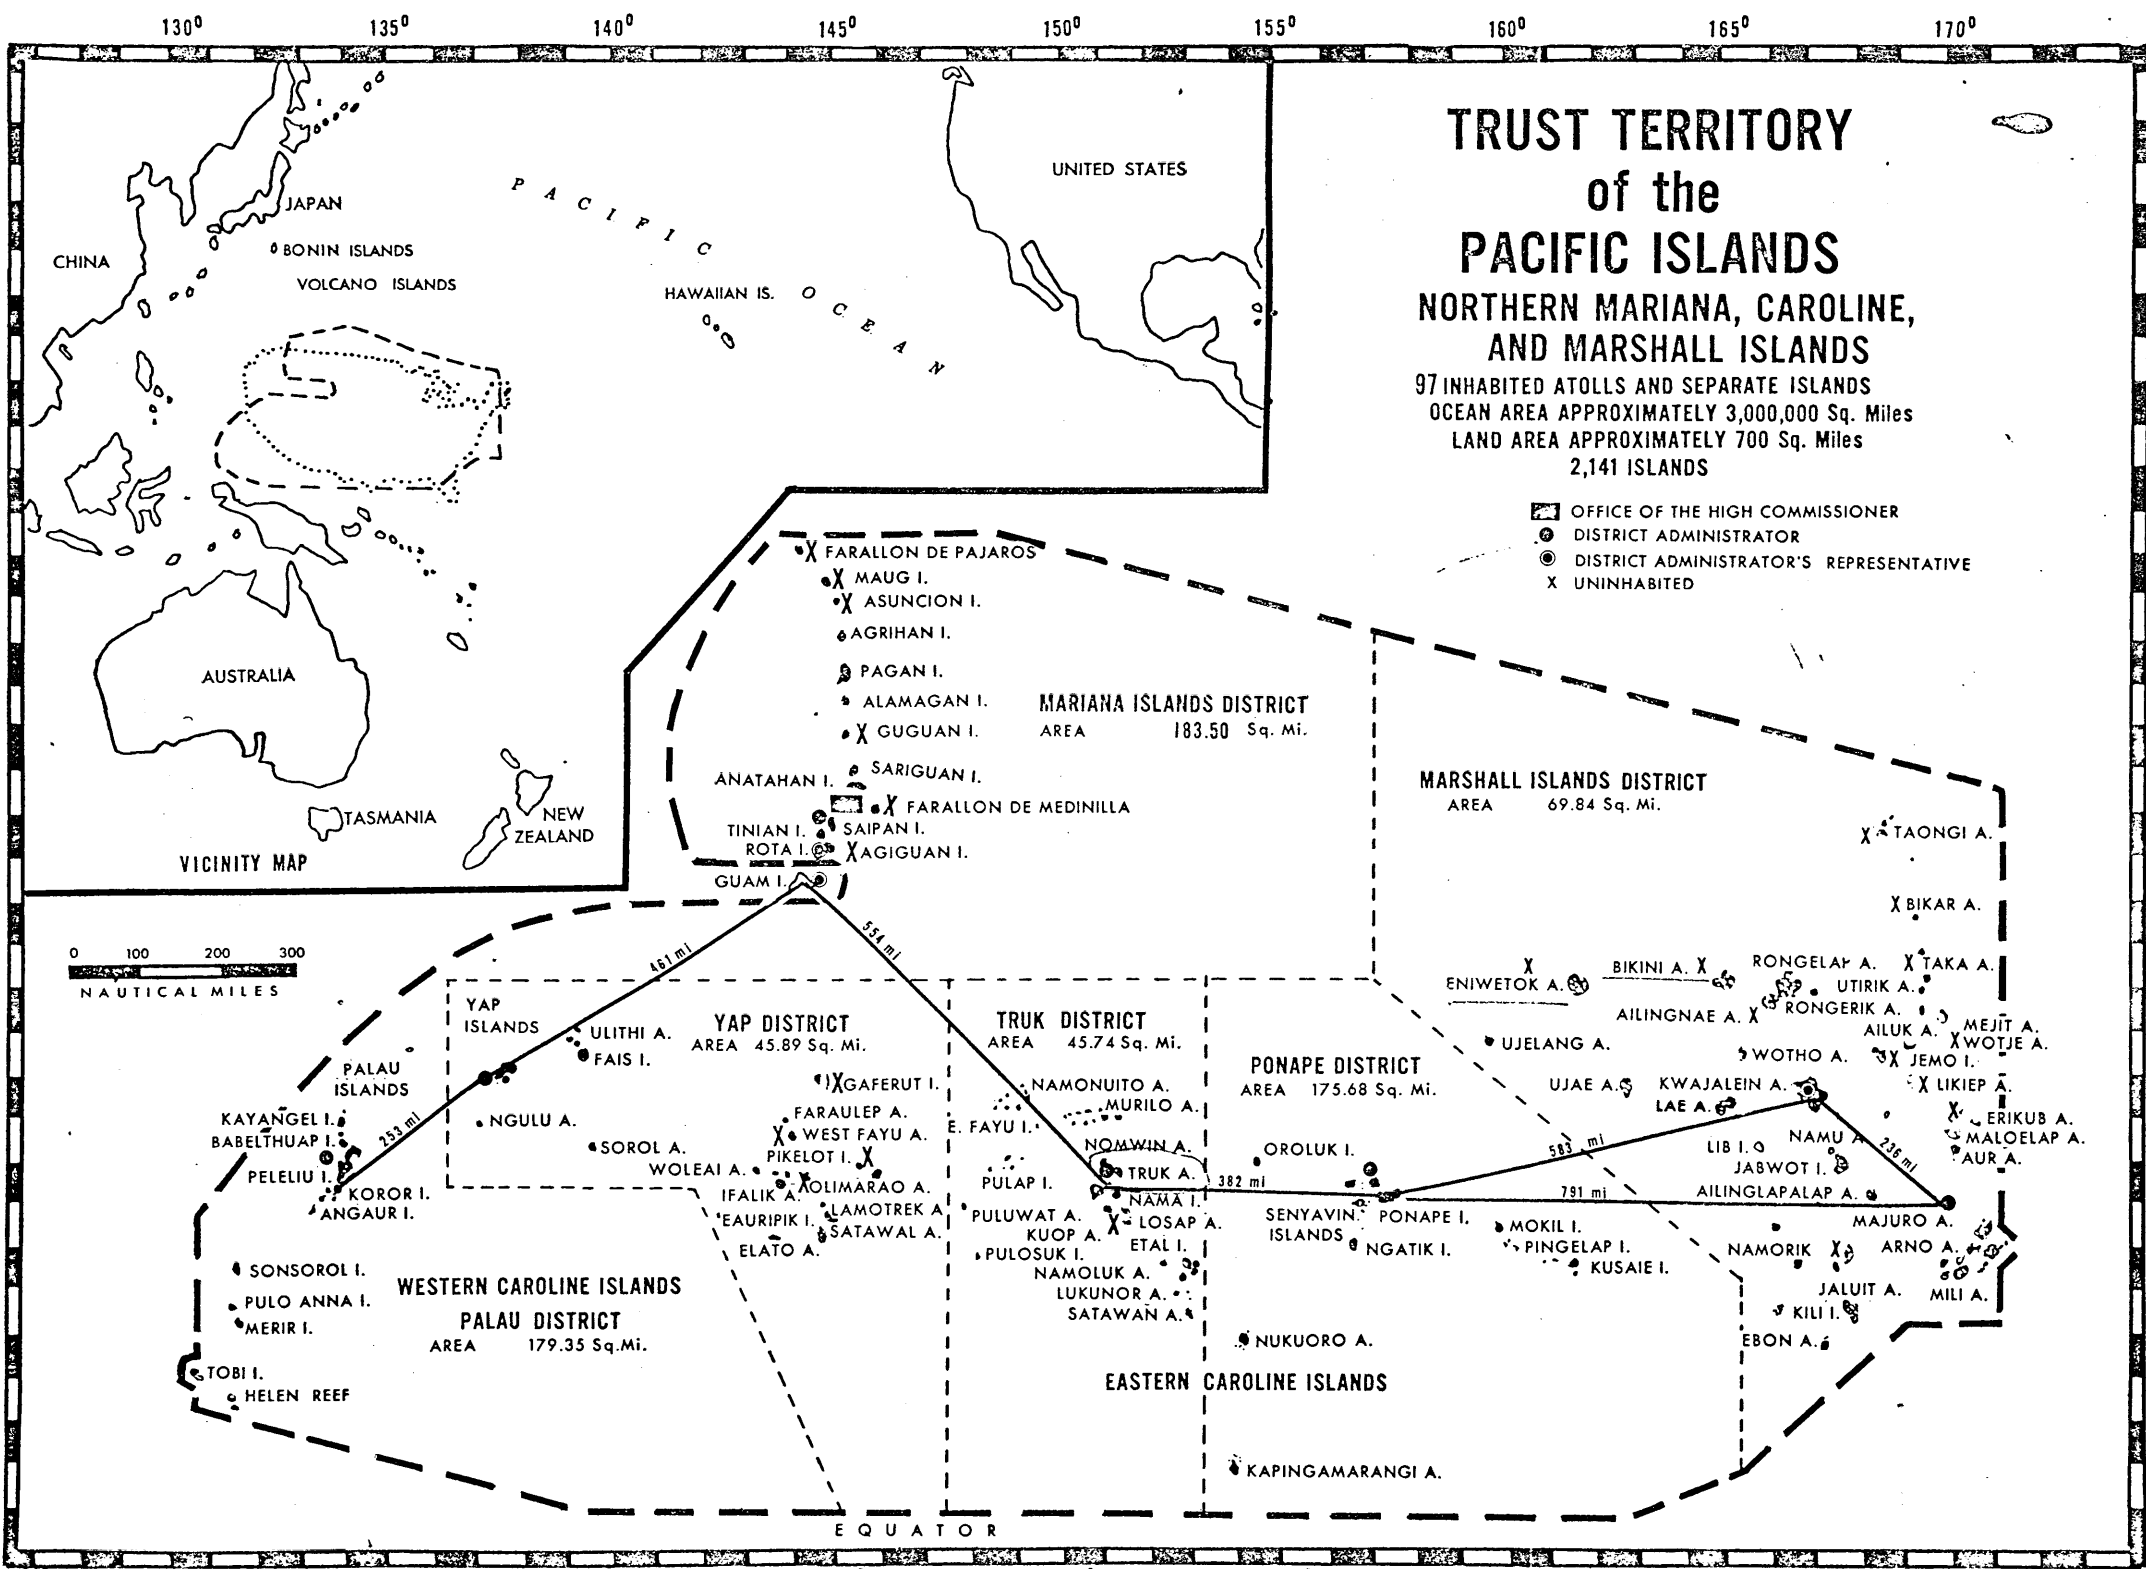 130° 135° 140° 145° 150° 155° 160° 165° 170°
TRUST TERRITORY
of the
PACIFIC ISLANDS
NORTHERN MARIANA, CAROLINE,
AND MARSHALL ISLANDS
97 INHABITED ATOLLS AND SEPARATE ISLANDS
OCEAN AREA APPROXIMATELY 3,000,000 Sq. Miles
LAND AREA APPROXIMATELY 700 Sq. Miles
2,141 ISLANDS
OFFICE OF THE HIGH COMMISSIONER
DISTRICT ADMINISTRATOR
DISTRICT ADMINISTRATOR'S REPRESENTATIVE
X UNINHABITED
UNITED STATES
PACIFIC OCEAN
JAPAN
BONIN ISLANDS
CHINA
VOLCANO ISLANDS
HAWAIIAN IS.
AUSTRALIA
TASMANIA
NEW
ZEALAND
VICINITY MAP
0 100 200 300
NAUTICAL MILES
X FARALLON DE PAJAROS
X MAUG I.
X ASUNCION I.
AGRIHAN I.
PAGAN I.
ALAMAGAN I.
X GUGUAN I.
SARIGUAN I.
ANATAHAN I.
X FARALLON DE MEDINILLA
TINIAN I.
SAIPAN I.
ROTA I.
X AGIGUAN I.
GUAM I.
MARIANA ISLANDS DISTRICT
AREA 183.50 Sq. Mi.
MARSHALL ISLANDS DISTRICT
AREA 69.84 Sq. Mi.
X TAONGI A.
X BIKAR A.
X
ENIWETOK A.
BIKINI A. X
RONGELAP A.
X TAKA A.
UTIRIK A.
AILINGNAE A. X
RONGERIK A.
AILUK A.
MEJIT A.
X WOTJE A.
UJELANG A.
WOTHO A.
X JEMO I.
UJAE A.
KWAJALEIN A.
X LIKIEP A.
LAE A.
X ERIKUB A.
MALOELAP A.
AUR A.
LIB I.
NAMU A
JABWOT I.
AILINGLAPALAP A.
MAJURO A.
NAMORIK X
ARNO A.
JALUIT A.
MILI A.
KILI I.
EBON A.
461 mi
554 mi
253 mi
382 mi
583 mi
791 mi
236 mi
YAP
ISLANDS
ULITHI A.
FAIS I.
YAP DISTRICT
AREA 45.89 Sq. Mi.
X GAFERUT I.
NGULU A.
SOROL A.
FARAULEP A.
X WEST FAYU A.
PIKELOT I. X
WOLEAI A.
IFALIK A.
OLIMARAO A.
EAURIPIK I.
LAMOTREK A
SATAWAL A.
ELATO A.
PALAU
ISLANDS
KAYANGEL I.
BABELTHUAP I.
PELELIU I.
KOROR I.
ANGAUR I.
SONSOROL I.
PULO ANNA I.
MERIR I.
TOBI I.
HELEN REEF
WESTERN CAROLINE ISLANDS
PALAU DISTRICT
AREA 179.35 Sq.Mi.
TRUK DISTRICT
AREA 45.74 Sq. Mi.
NAMONUITO A.
MURILO A.
E. FAYU I.
NOMWIN A.
TRUK A.
PULAP I.
NAMA I.
PULUWAT A.
X LOSAP A.
KUOP A.
PULOSUK I.
ETAL I.
NAMOLUK A.
LUKUNOR A.
SATAWAN A.
PONAPE DISTRICT
AREA 175.68 Sq. Mi.
OROLUK I.
SENYAVIN
ISLANDS
PONAPE I.
NGATIK I.
MOKIL I.
PINGELAP I.
KUSAIE I.
NUKUORO A.
EASTERN CAROLINE ISLANDS
KAPINGAMARANGI A.
EQUATOR